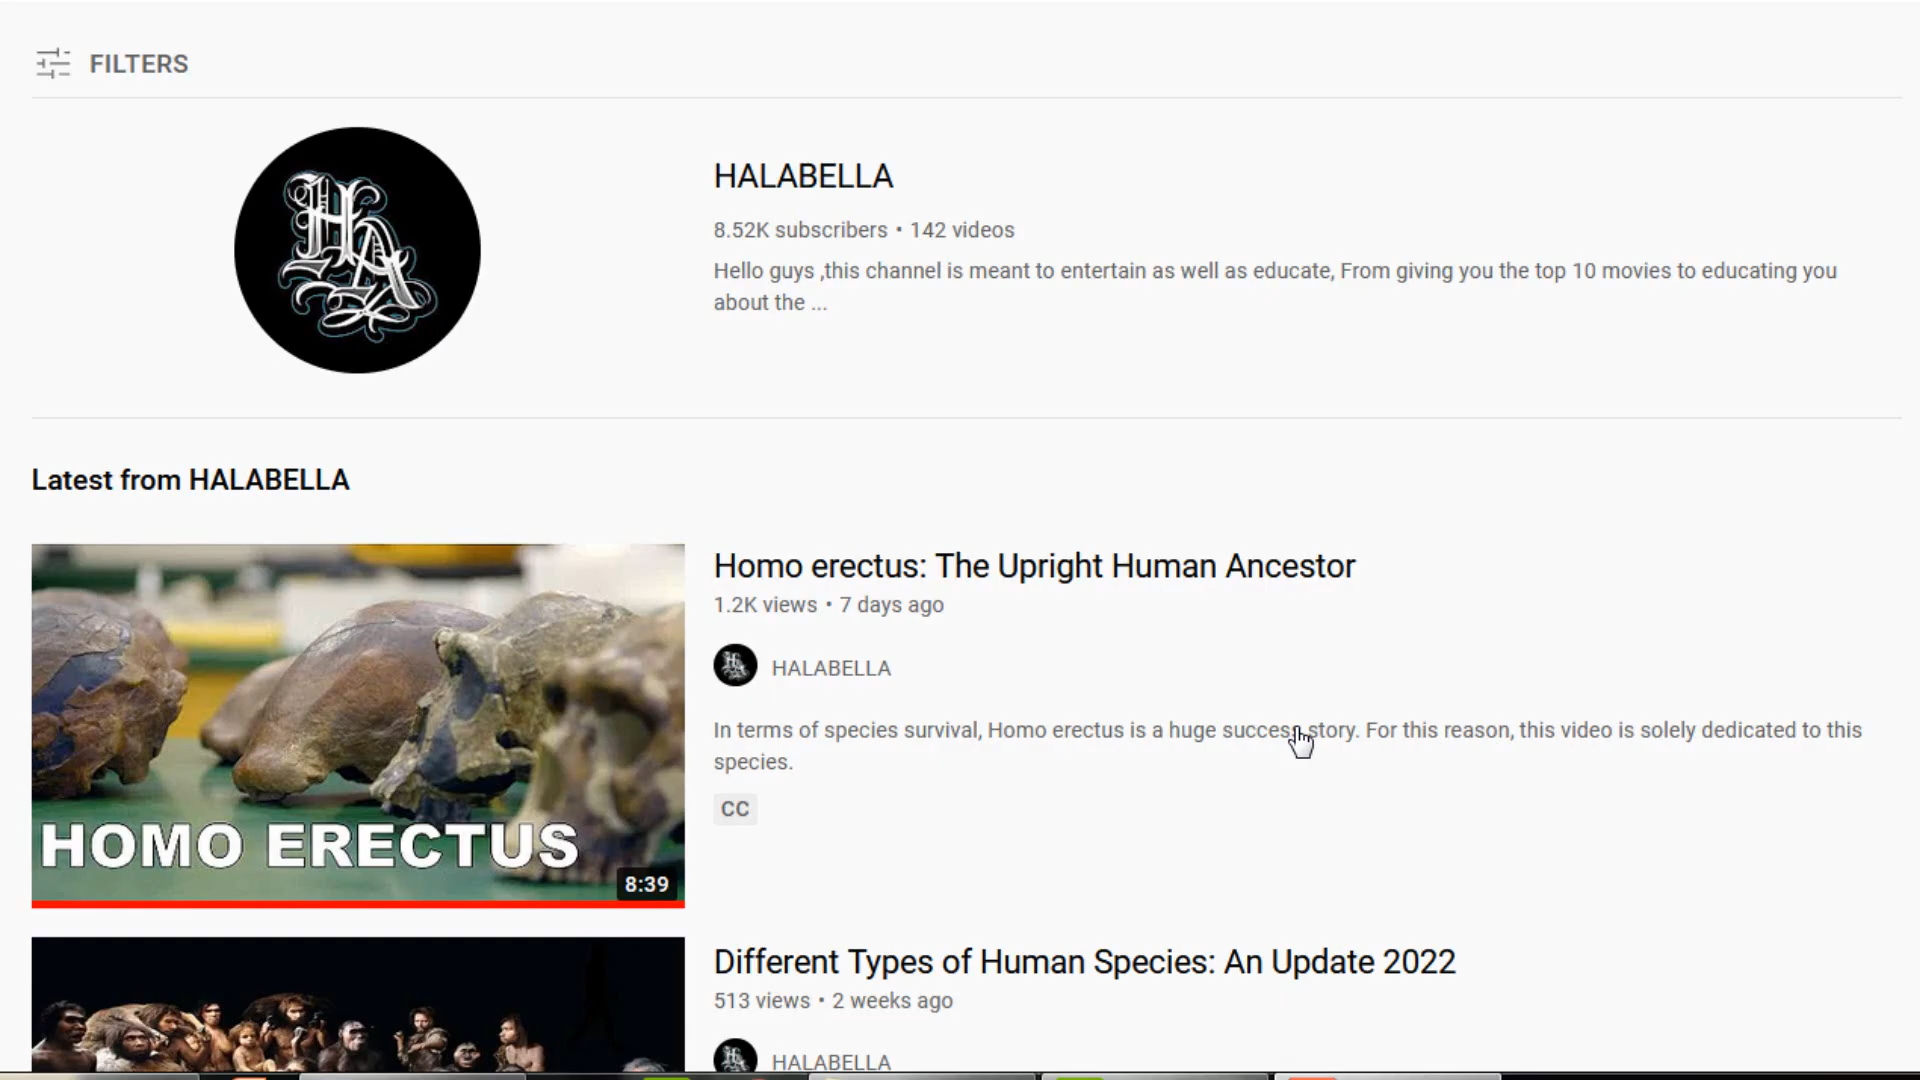 FILTERS
HA
HALABELLA
8.52K subscribers • 142 videos
Hello guys ,this channel is meant to entertain as well as educate, From giving you the top 10 movies to educating you
about the ...
Latest from HALABELLA
HOMO ERECTUS
8:39
Homo erectus: The Upright Human Ancestor
1.2K views • 7 days ago
HALABELLA
In terms of species survival, Homo erectus is a huge success story. For this reason, this video is solely dedicated to this
species.
CC
Different Types of Human Species: An Update 2022
513 views • 2 weeks ago
HALABELLA